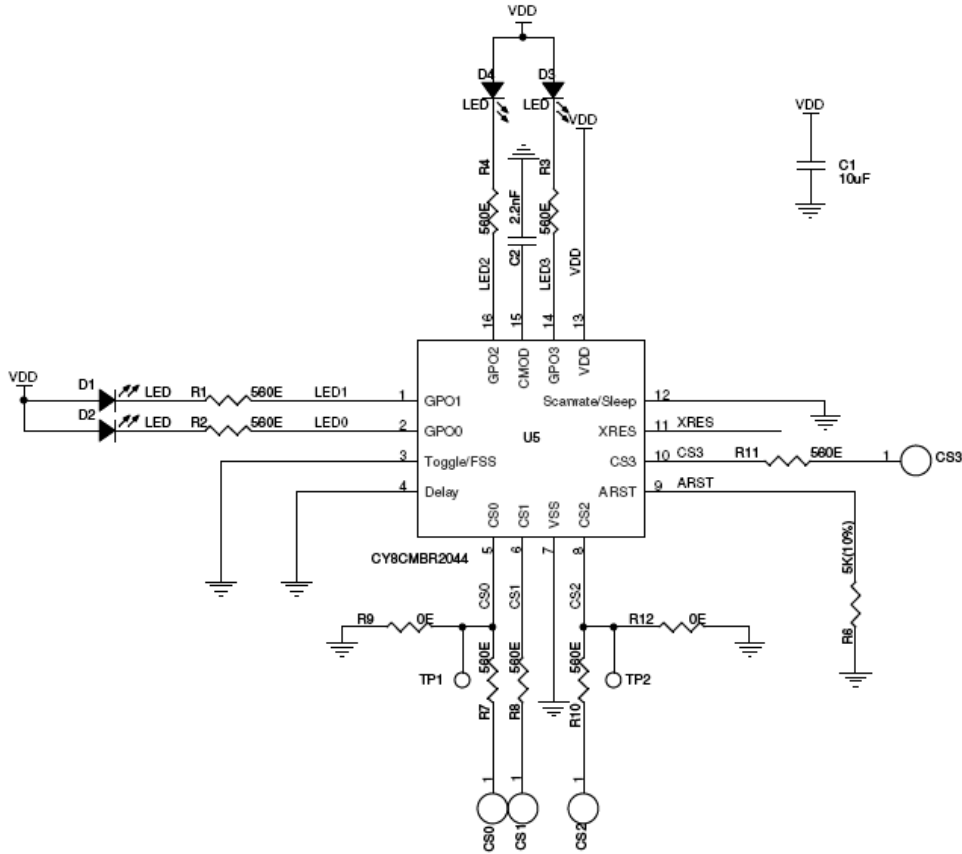 VDD
D4
D3
LED
LED
VDD
VDD
C1
10uF
R4
560E
2.2nF
C2
R3
560E
LED2
LED3
VDD
16
15
14
13
GPO2
CMOD
GPO3
VDD
VDD
D1
LED
R1
560E
LED1
1
GPO1
D2
LED
R2
560E
LED0
2
GPO0
3
Toggle/FSS
4
Delay
U5
Scanrate/Sleep
12
XRES
11
XRES
CS3
10
CS3
R11
560E
1
CS3
ARST
9
ARST
CS0
CS1
VSS
CS2
CY8CMBR2044
5
6
7
8
CS0
CS1
CS2
5K(10%)
R6
R9
0E
R12
0E
TP1
TP2
560E
R7
560E
R8
560E
R10
1
1
1
CS0
CS1
CS2